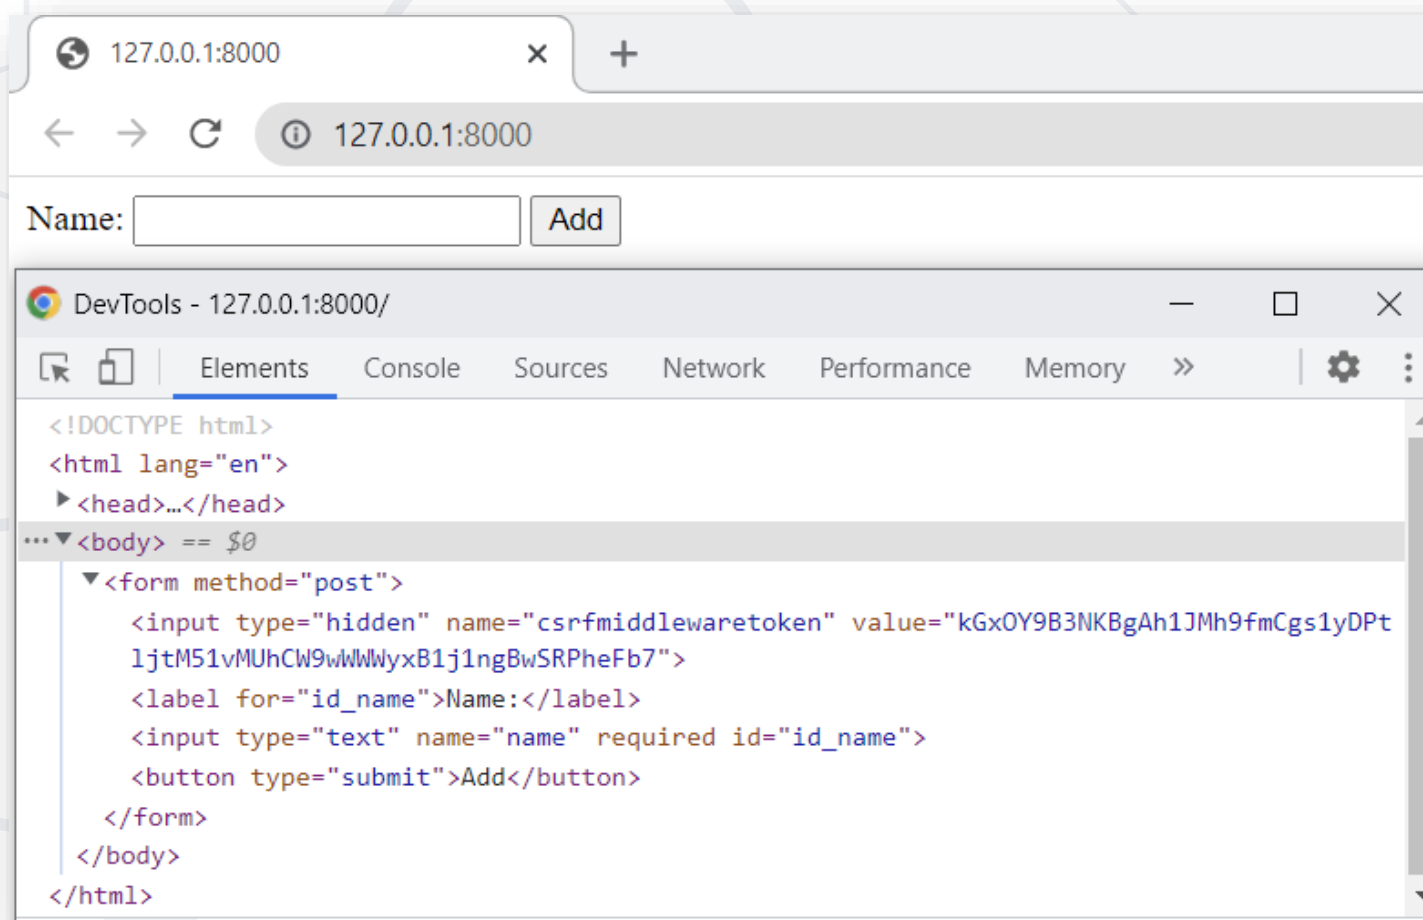 127.0.0.1:8000
127.0.0.1:8000
Name: Add
DevTools - 127.0.0.1:8000/
Elements Console Sources Network Performance Memory
<!DOCTYPE html>
<html lang="en">
<head>…</head>
<body> == $0
<form method="post">
<input type="hidden" name="csrfmiddlewaretoken" value="kGxOY9B3NKBgAh1JMh9fmCgs1yDPt
ljtM51vMUhCW9wWWWyxB1j1ngBwSRPheFb7">
<label for="id_name">Name:</label>
<input type="text" name="name" required id="id_name">
<button type="submit">Add</button>
</form>
</body>
</html>